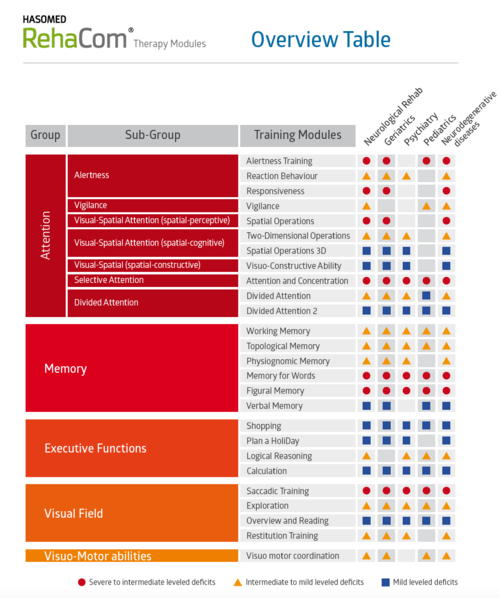 HASOMED
RehaCom® Therapy Modules
Overview Table
Neurological Rehab
Geriatrics
Psychiatry
Pediatrics
Neurodegenerative
diseases
Group
Sub-Group
Training Modules
Attention
Alertness
Alertness Training
Reaction Behaviour
Responsiveness
Vigilance
Vigilance
Visual-Spatial Attention (spatial-perceptive)
Spatial Operations
Visual-Spatial Attention (spatial-cognitive)
Two-Dimensional Operations
Spatial Operations 3D
Visual-Spatial (spatial-constructive)
Visuo-Constructive Ability
Selective Attention
Attention and Concentration
Divided Attention
Divided Attention
Divided Attention 2
Memory
Working Memory
Topological Memory
Physiognomic Memory
Memory for Words
Figural Memory
Verbal Memory
Executive Functions
Shopping
Plan a HoliDay
Logical Reasoning
Calculation
Visual Field
Saccadic Training
Exploration
Overview and Reading
Restitution Training
Visuo-Motor abilities
Visuo motor coordination
Severe to intermediate leveled deficits
Intermediate to mild leveled deficits
Mild leveled deficits